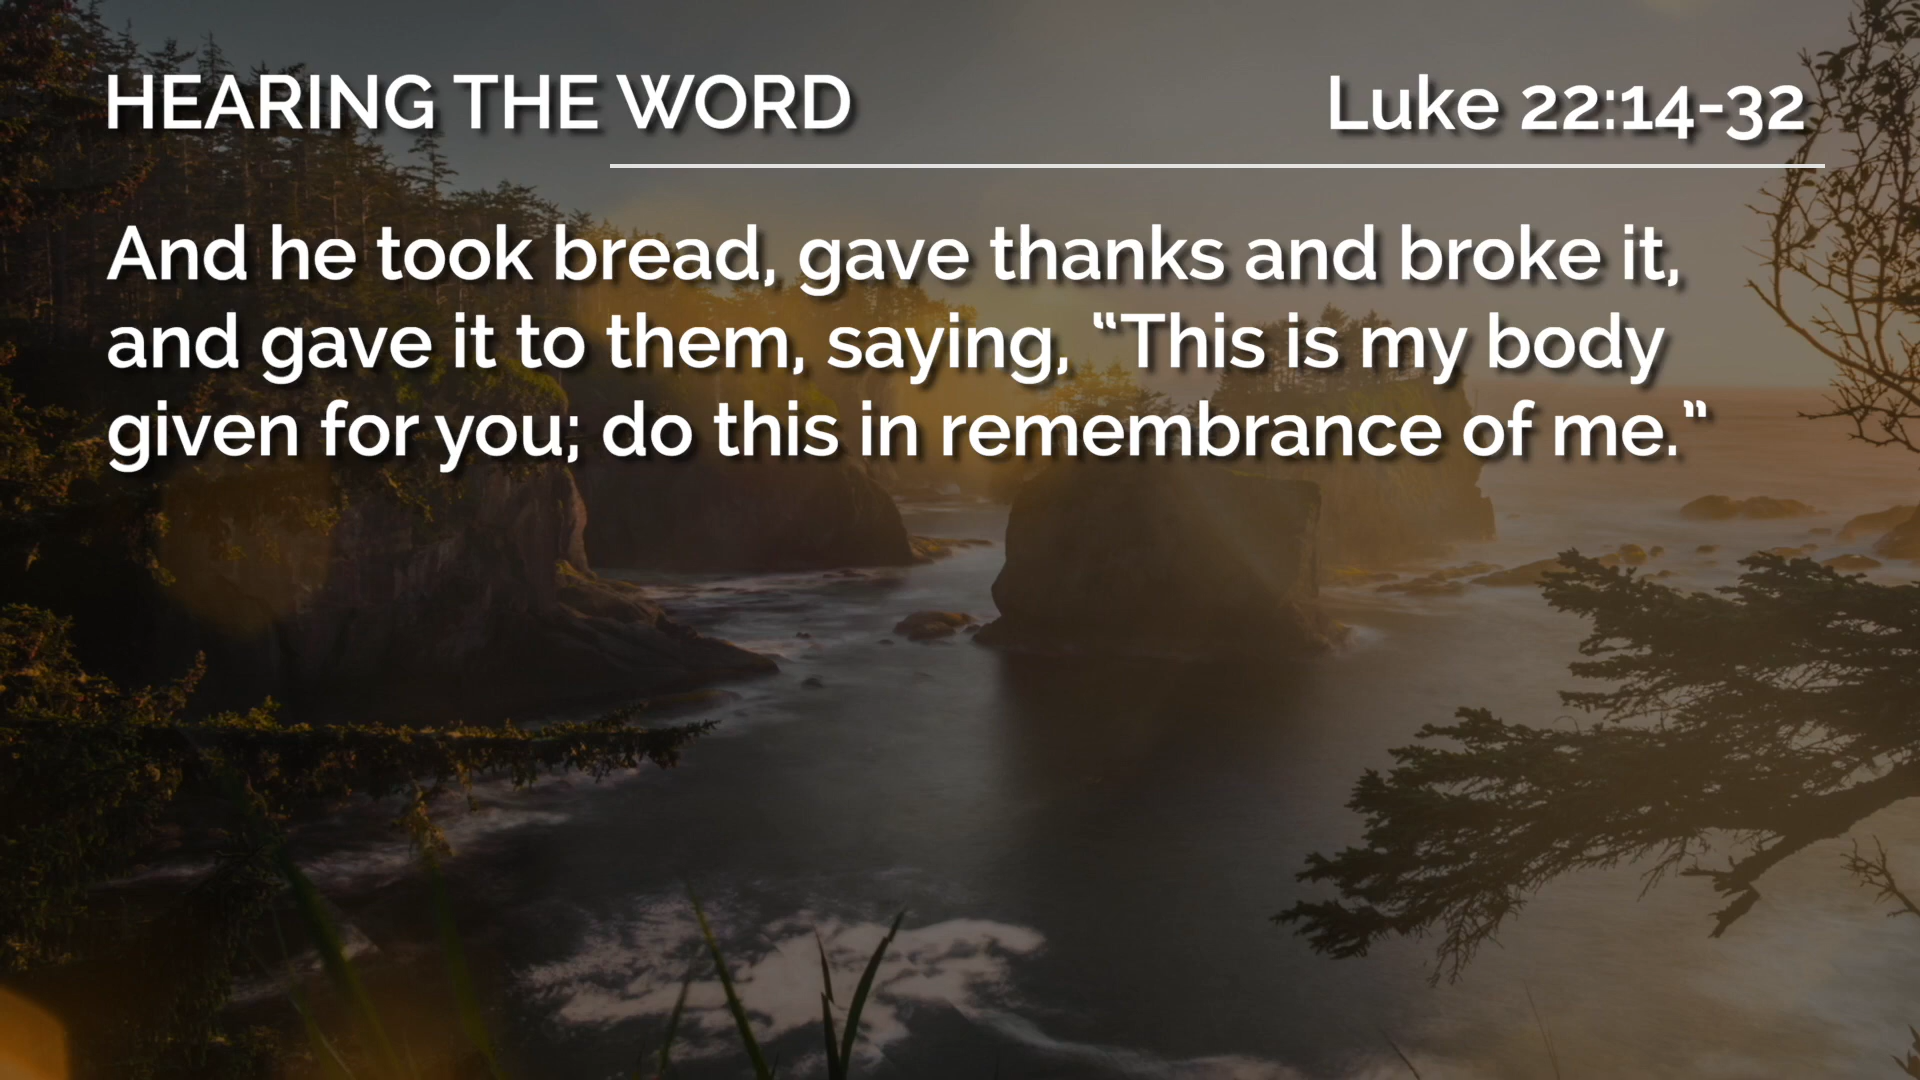 HEARING THE WORD
Luke 22:14-32
And he took bread, gave thanks and broke it,
and gave it to them, saying, “This is my body
given for you; do this in remembrance of me.”